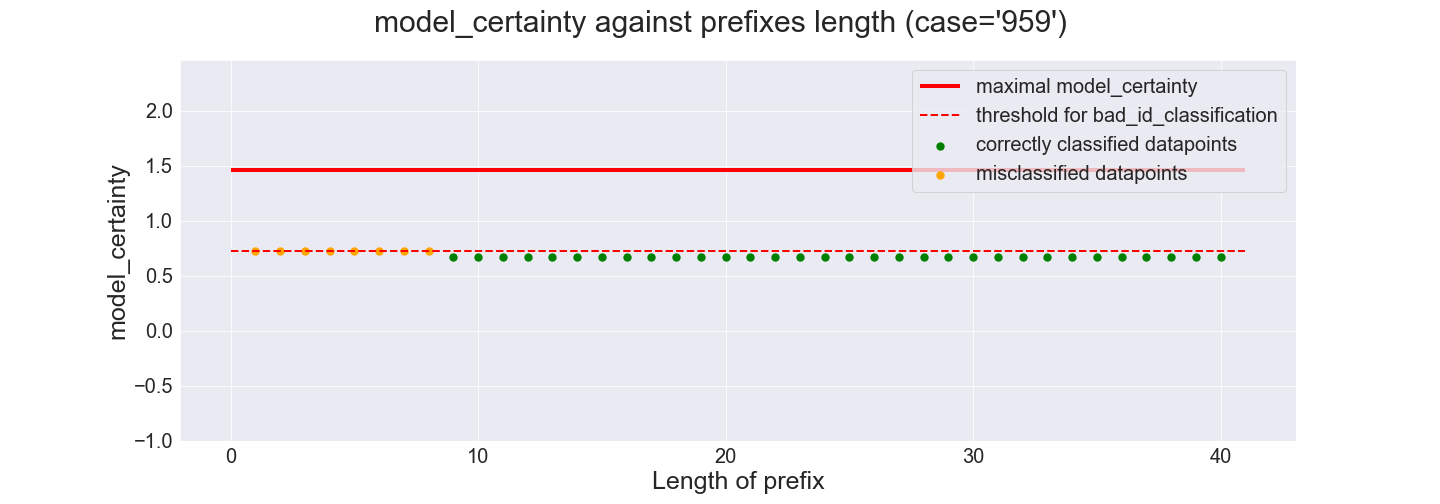 model_certainty against prefixes length (case='959')
maximal model_certainty
threshold for bad_id_classification
correctly classified datapoints
misclassified datapoints
model_certainty
2.0
1.5
1.0
0.5
0.0
−0.5
−1.0
0 10 20 30 40
Length of prefix